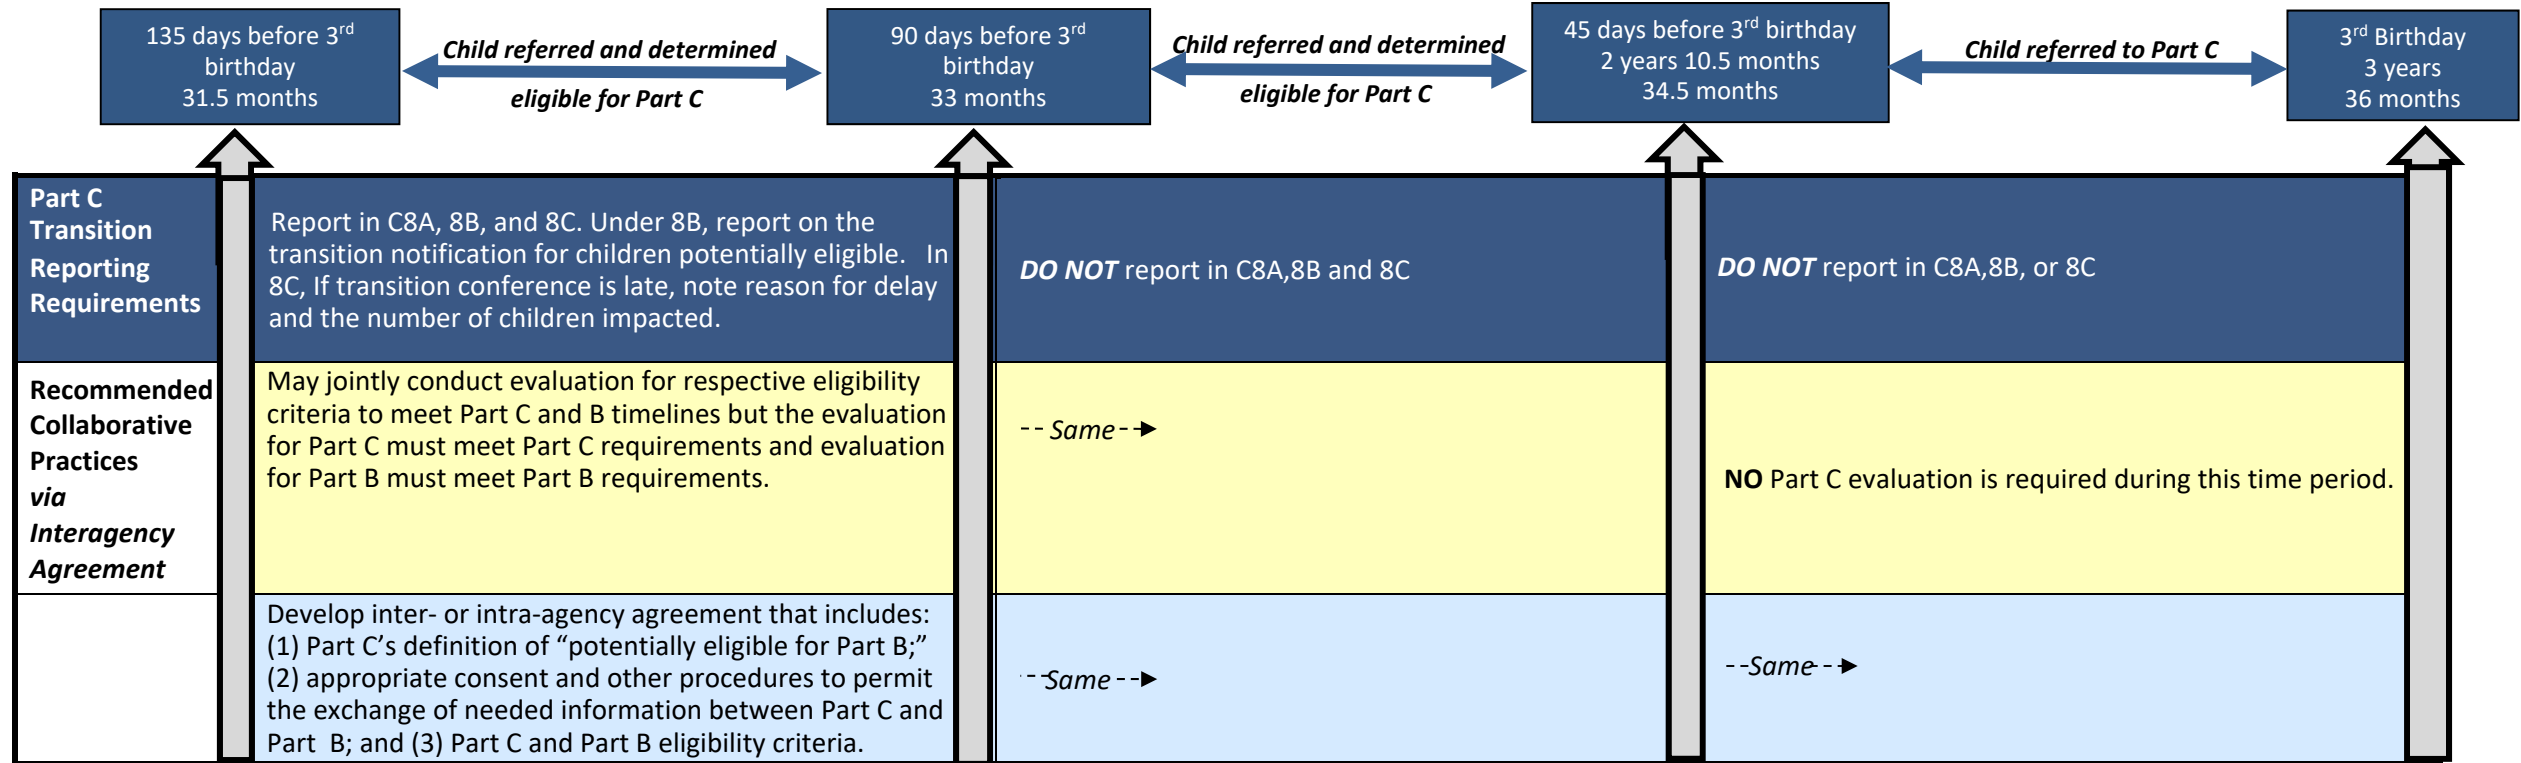 135 days before 3rd
birthday
31.5 months
Child referred and determined
eligible for Part C
90 days before 3rd
birthday
33 months
Child referred and determined
eligible for Part C
45 days before 3rd birthday
2 years 10.5 months
34.5 months
Child referred to Part C
3rd Birthday
3 years
36 months
Part C
Transition
Reporting
Requirements
Report in C8A, 8B, and 8C. Under 8B, report on the
transition notification for children potentially eligible.   In
8C, If transition conference is late, note reason for delay
and the number of children impacted.
DO NOT report in C8A,8B and 8C
DO NOT report in C8A,8B, or 8C
Recommended
Collaborative
Practices
via
Interagency
Agreement
May jointly conduct evaluation for respective eligibility
criteria to meet Part C and B timelines but the evaluation
for Part C must meet Part C requirements and evaluation
for Part B must meet Part B requirements.
-- Same -->
NO Part C evaluation is required during this time period.
Develop inter- or intra-agency agreement that includes:
(1) Part C’s definition of “potentially eligible for Part B;”
(2) appropriate consent and other procedures to permit
the exchange of needed information between Part C and
Part  B; and (3) Part C and Part B eligibility criteria.
--Same -->
--Same-->